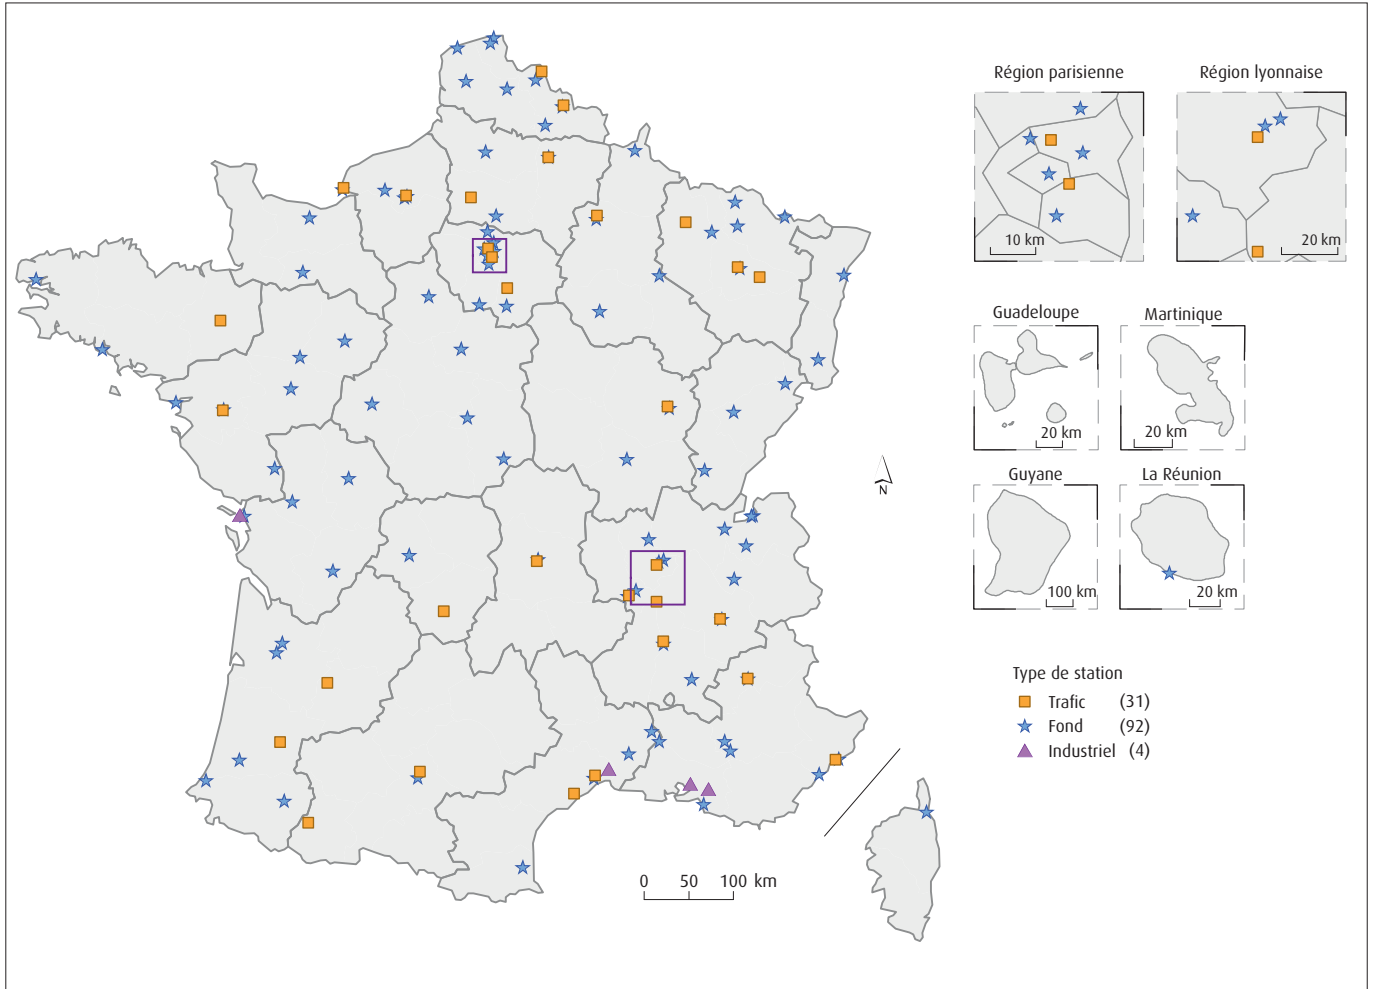 Région parisienne
Région lyonnaise
10 km
20 km
Guadeloupe
Martinique
20 km
20 km
Guyane
La Réunion
100 km
20 km
N
Type de station
Trafic (31)
Fond (92)
Industriel (4)
0 50 100 km